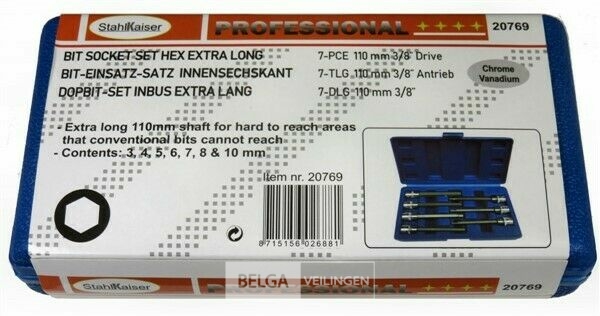 StahlKaiser PROFESSIONAL 20769
BIT SOCKET SET HEX EXTRA LONG 7-PCE 110 mm 3/8" Drive
BIT-EINSATZ-SATZ INNENSECHSKANT 7-TLG 110 mm 3/8" Antrieb
DOPBIT-SET INBUS EXTRA LANG 7-DLG 110 mm 3/8"
Chrome
Vanadium
- Extra long 110mm shaft for hard to reach areas
that conventional bits cannot reach
- Contents: 3, 4, 5, 6, 7, 8 & 10 mm
Item nr. 20769
8715156026881
StahlKaiser PROFESSIONAL 20769
BELGA VEILINGEN